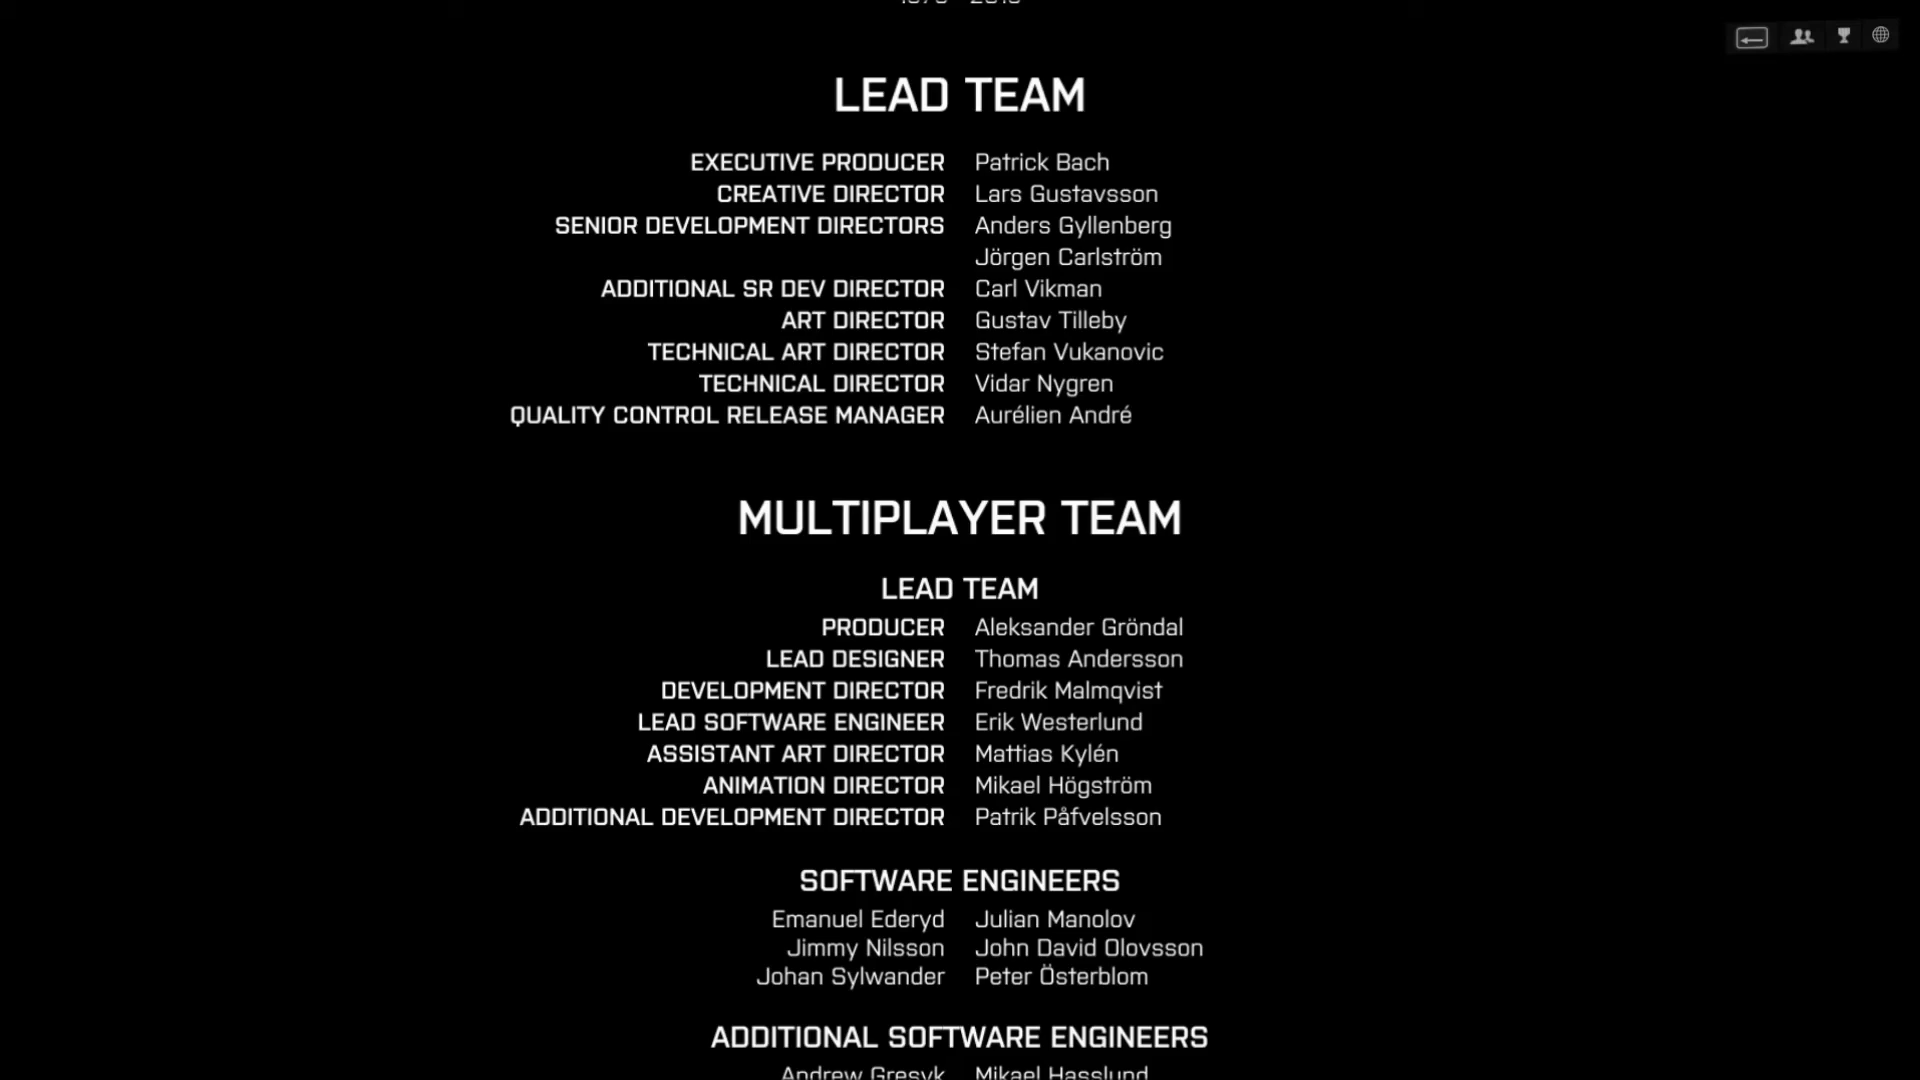 LEAD TEAM
EXECUTIVE PRODUCER Patrick Bach
CREATIVE DIRECTOR Lars Gustavsson
SENIOR DEVELOPMENT DIRECTORS Anders Gyllenberg
Jörgen Carlström
ADDITIONAL SR DEV DIRECTOR Carl Vikman
ART DIRECTOR Gustav Tilleby
TECHNICAL ART DIRECTOR Stefan Vukanovic
TECHNICAL DIRECTOR Vidar Nygren
QUALITY CONTROL RELEASE MANAGER Aurélien André
MULTIPLAYER TEAM
LEAD TEAM
PRODUCER Aleksander Gröndal
LEAD DESIGNER Thomas Andersson
DEVELOPMENT DIRECTOR Fredrik Malmqvist
LEAD SOFTWARE ENGINEER Erik Westerlund
ASSISTANT ART DIRECTOR Mattias Kylén
ANIMATION DIRECTOR Mikael Högström
ADDITIONAL DEVELOPMENT DIRECTOR Patrik Påfvelsson
SOFTWARE ENGINEERS
Emanuel Ederyd Julian Manolov
Jimmy Nilsson John David Olovsson
Johan Sylwander Peter Österblom
ADDITIONAL SOFTWARE ENGINEERS
Andrew Gresyk Mikael Hasslund